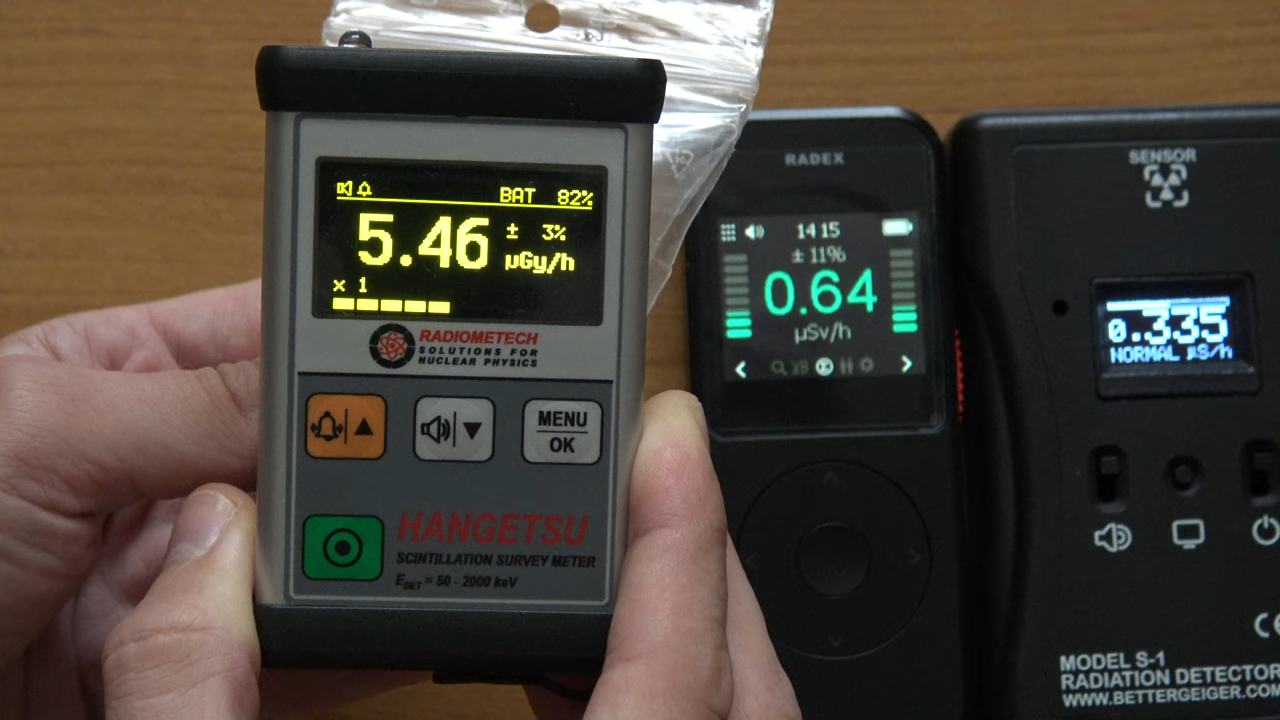 BAT 82%
5.46 ± 3%
µGy/h
x 1
RADIOMETECH
SOLUTIONS FOR
NUCLEAR PHYSICS
MENU
OK
HANGETSU
SCINTILLATION SURVEY METER
EDET = 50 - 2000 keV
RADEX
14 15
± 11%
0.64
µSv/h
SENSOR
0.335
NORMAL µS/h
CE
MODEL S-1
RADIATION DETECTOR
WWW.BETTERGEIGER.COM